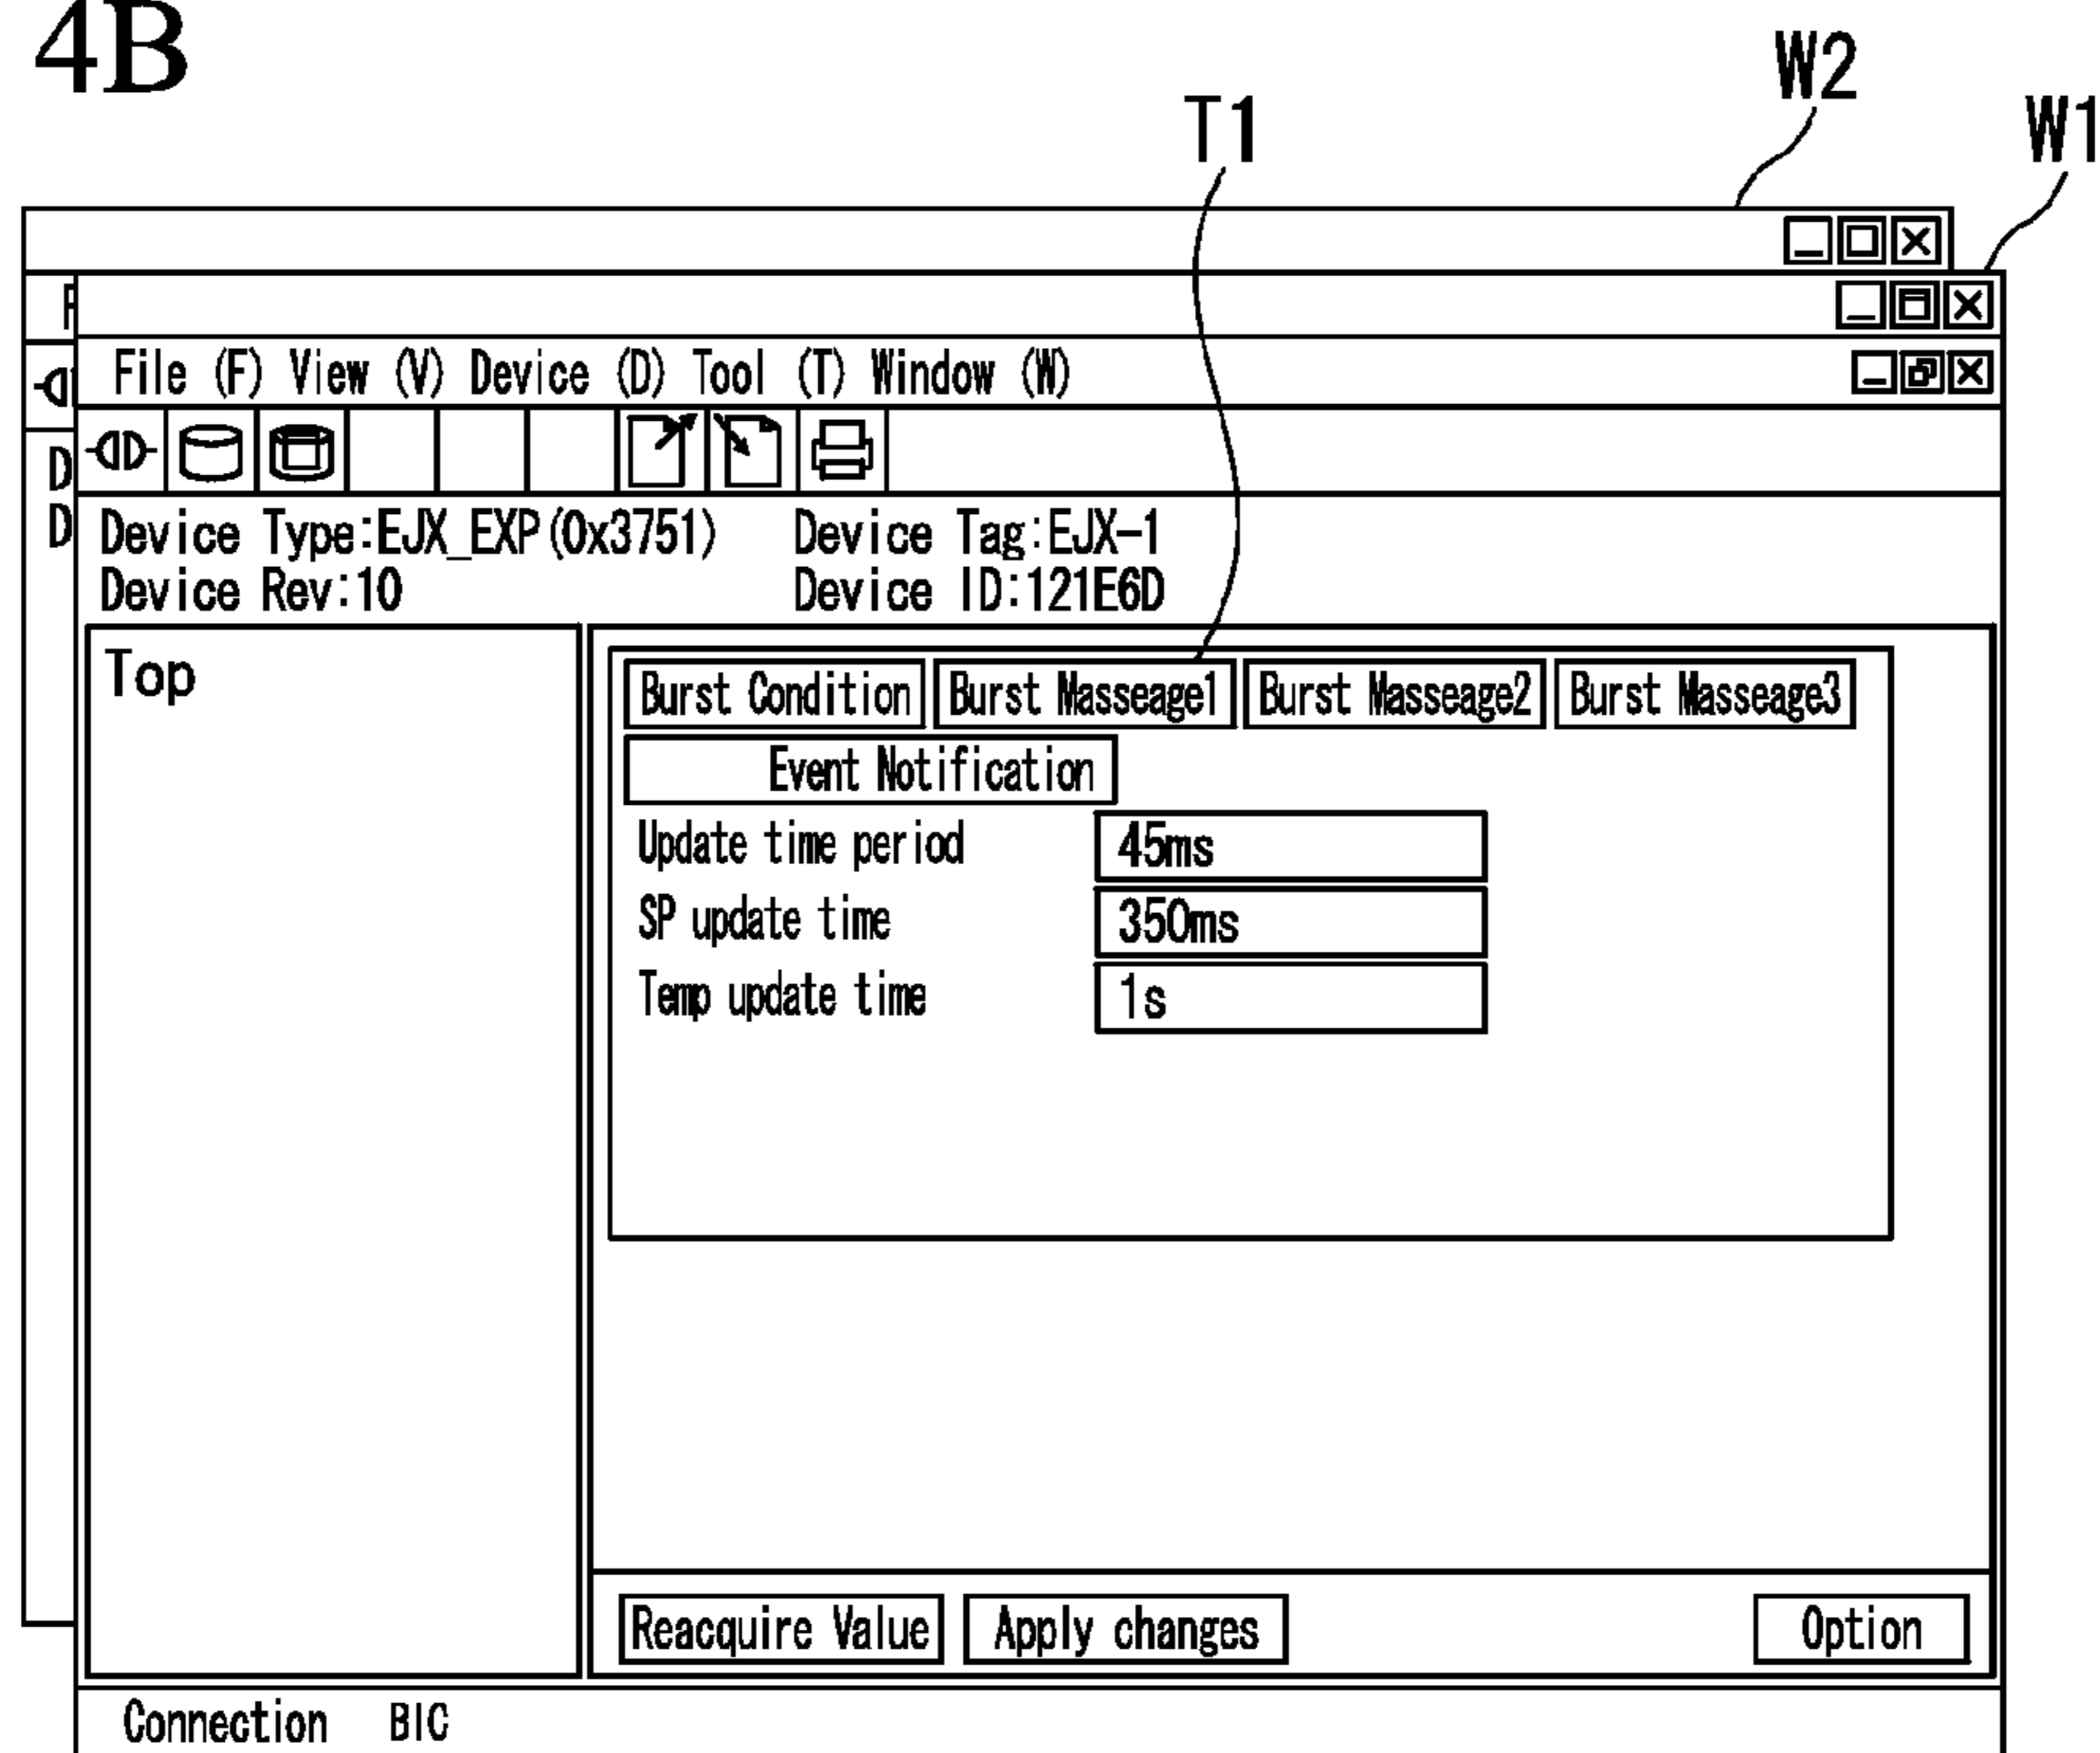 4B
W2
T1
W1
File (F) View (V) Device (D) Tool (T) Window (W)
D
D
Device Type:EJX_EXP(0x3751) Device Tag:EJX-1
Device Rev:10 Device ID:121E6D
Top
Burst Condition Burst Masseage1 Burst Masseage2 Burst Masseage3
Event Notification
Update time period 45ms
SP update time 350ms
Temp update time 1s
Reacquire Value Apply changes Option
Connection BIC